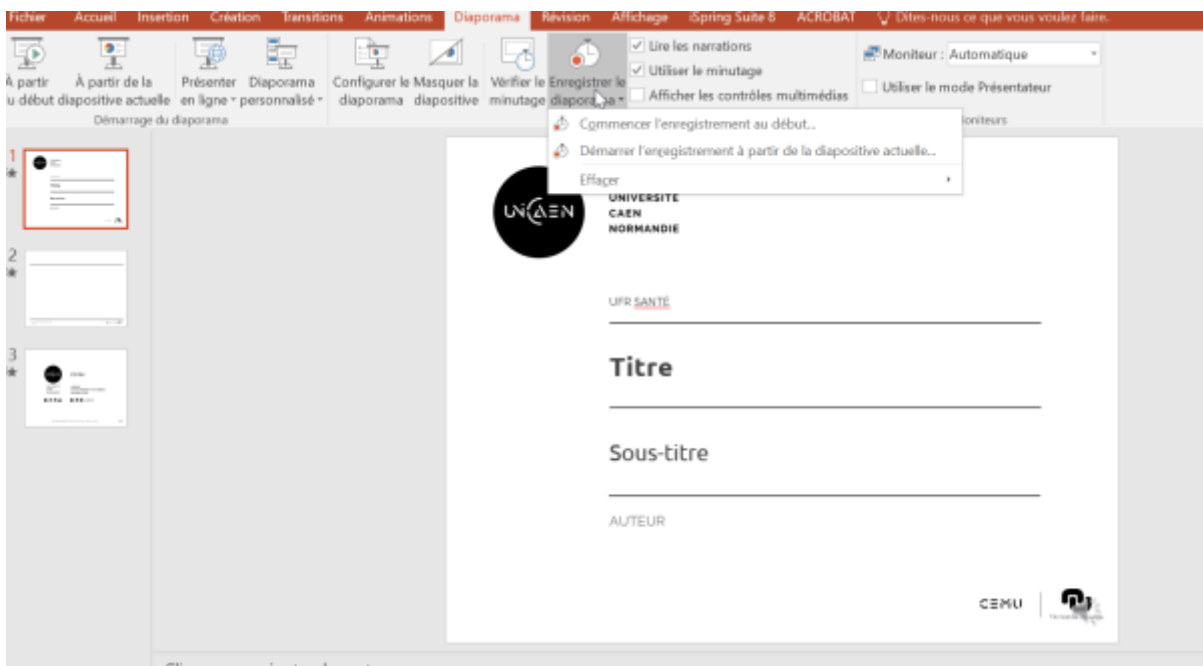 Fichier Accueil Insertion Création Transitions Animations Diaporama Révision Affichage iSpring Suite 8 ACROBAT Dites-nous ce que vous voulez faire.
À partir
u début
À partir de la
diapositive actuelle
Présenter
en ligne
Diaporama
personnalisé
Configurer le
diaporama
Masquer la
diapositive
Vérifier le
minutage
Enregistrer le
diaporama
Lire les narrations
Utiliser le minutage
Afficher les contrôles multimédias
Moniteur : Automatique
Utiliser le mode Présentateur
Démarrage du diaporama
oniteurs
Commencer l'enregistrement au début...
Démarrer l'enregistrement à partir de la diapositive actuelle...
Effacer
1
2
3
UNICAEN
UNIVERSITÉ
CAEN
NORMANDIE
UFR SANTÉ
Titre
Sous-titre
AUTEUR
CEMU